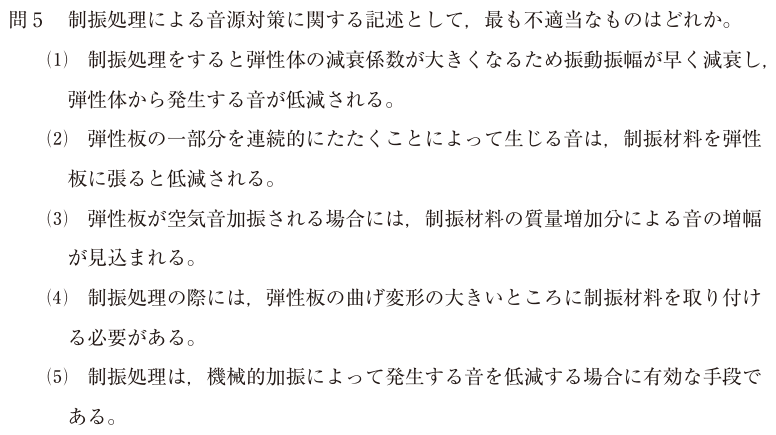 問5　制振処理による音源対策に関する記述として，最も不適当なものはどれか。
(1)　制振処理をすると弾性体の減衰係数が大きくなるため振動振幅が早く減衰し，
弾性体から発生する音が低減される。
(2)　弾性板の一部分を連続的にたたくことによって生じる音は，制振材料を弾性
板に張ると低減される。
(3)　弾性板が空気音加振される場合には，制振材料の質量増加分による音の増幅
が見込まれる。
(4)　制振処理の際には，弾性板の曲げ変形の大きいところに制振材料を取り付け
る必要がある。
(5)　制振処理は，機械的加振によって発生する音を低減する場合に有効な手段で
ある。